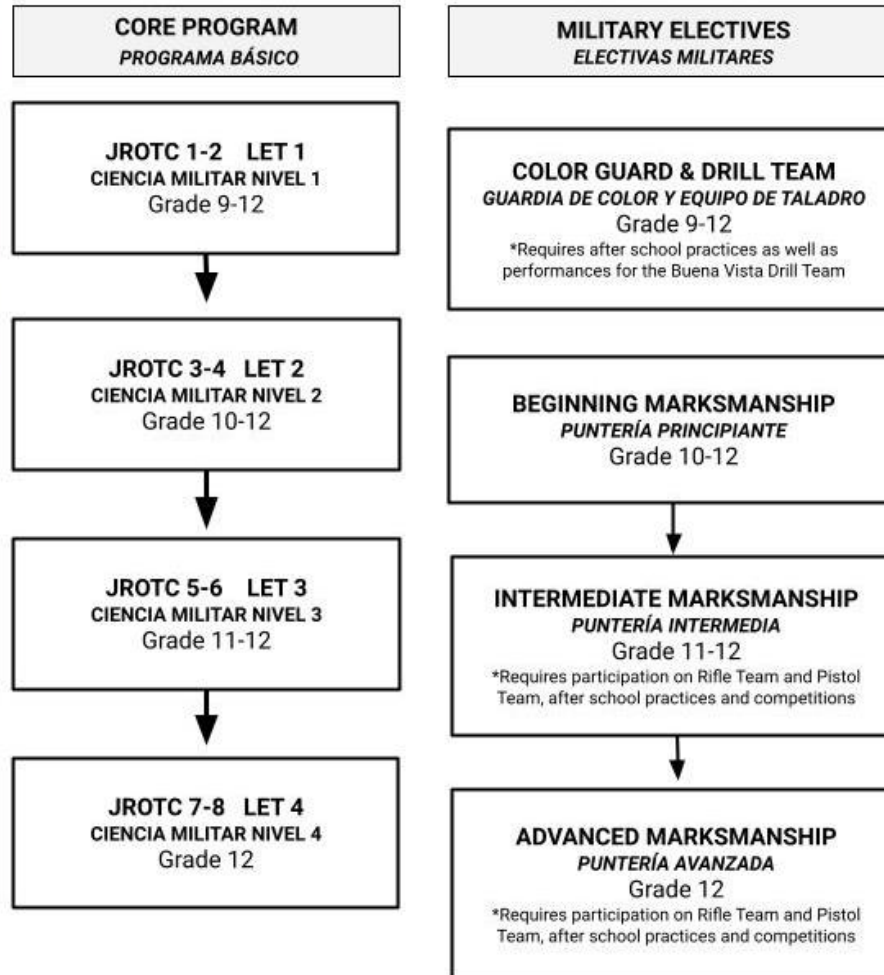 CORE PROGRAM
PROGRAMA BÁSICO
JROTC 1-2 LET 1
CIENCIA MILITAR NIVEL 1
Grade 9-12
JROTC 3-4 LET 2
CIENCIA MILITAR NIVEL 2
Grade 10-12
JROTC 5-6 LET 3
CIENCIA MILITAR NIVEL 3
Grade 11-12
JROTC 7-8 LET 4
CIENCIA MILITAR NIVEL 4
Grade 12
MILITARY ELECTIVES
ELECTIVAS MILITARES
COLOR GUARD & DRILL TEAM
GUARDIA DE COLOR Y EQUIPO DE TALADRO
Grade 9-12
*Requires after school practices as well as
performances for the Buena Vista Drill Team
BEGINNING MARKSMANSHIP
PUNTERÍA PRINCIPIANTE
Grade 10-12
INTERMEDIATE MARKSMANSHIP
PUNTERÍA INTERMEDIA
Grade 11-12
*Requires participation on Rifle Team and Pistol
Team, after school practices and competitions
ADVANCED MARKSMANSHIP
PUNTERÍA AVANZADA
Grade 12
*Requires participation on Rifle Team and Pistol
Team, after school practices and competitions